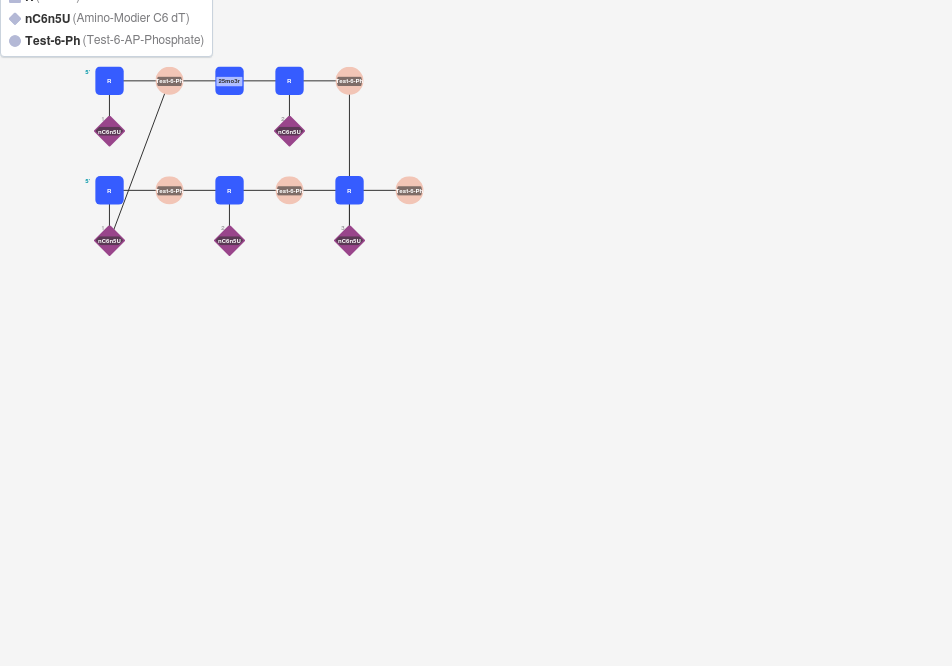 nC6n5U (Amino-Modier C6 dT)
Test-6-Ph (Test-6-AP-Phosphate)
5' R Test-6-Ph 25mo3r R Test-6-Ph
nC6n5U nC6n5U
5' R Test-6-Ph R Test-6-Ph R Test-6-Ph
nC6n5U nC6n5U nC6n5U